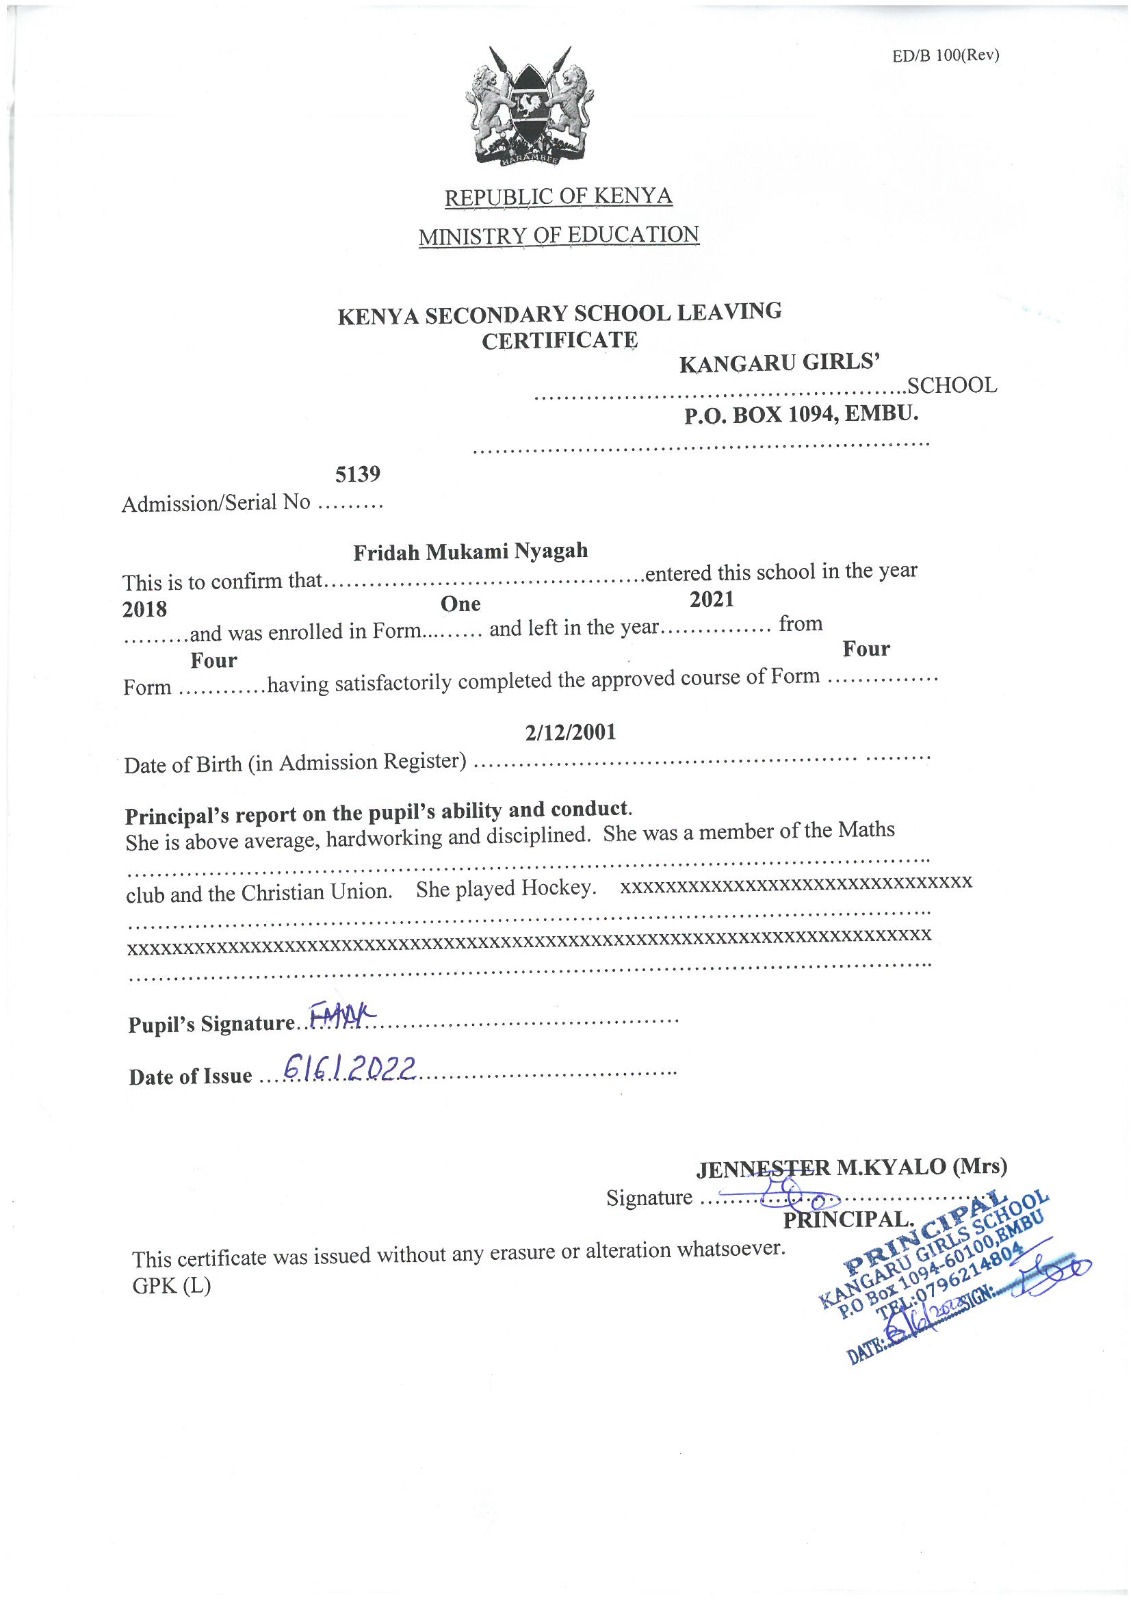 ED/B 100(Rev)
HARAMBEE
REPUBLIC OF KENYA
MINISTRY OF EDUCATION
KENYA SECONDARY SCHOOL LEAVING
CERTIFICATE
KANGARU GIRLS’
..................................................SCHOOL
P.O. BOX 1094, EMBU.
.............................................................
5139
Admission/Serial No .........
Fridah Mukami Nyagah
This is to confirm that..........................................entered this school in the year
2018 One 2021
.........and was enrolled in Form......... and left in the year............... from
Four Four
Form ............having satisfactorily completed the approved course of Form ...............
2/12/2001
Date of Birth (in Admission Register) ................................................... .........
Principal’s report on the pupil’s ability and conduct.
She is above average, hardworking and disciplined. She was a member of the Maths
club and the Christian Union. She played Hockey. xxxxxxxxxxxxxxxxxxxxxxxxxxxxxxx
xxxxxxxxxxxxxxxxxxxxxxxxxxxxxxxxxxxxxxxxxxxxxxxxxxxxxxxxxxxxxxxxxxxxxxx
Pupil’s Signature..................................................
Date of Issue ...6/6/2022..................................
JENNESTER M.KYALO (Mrs)
Signature ........................................
PRINCIPAL.
This certificate was issued without any erasure or alteration whatsoever.
GPK (L)
PRINCIPAL
KANGARU GIRLS SCHOOL
P.O Box 1094-60100,EMBU
TEL:0796214804
DATE:6/6/2022 SIGN: